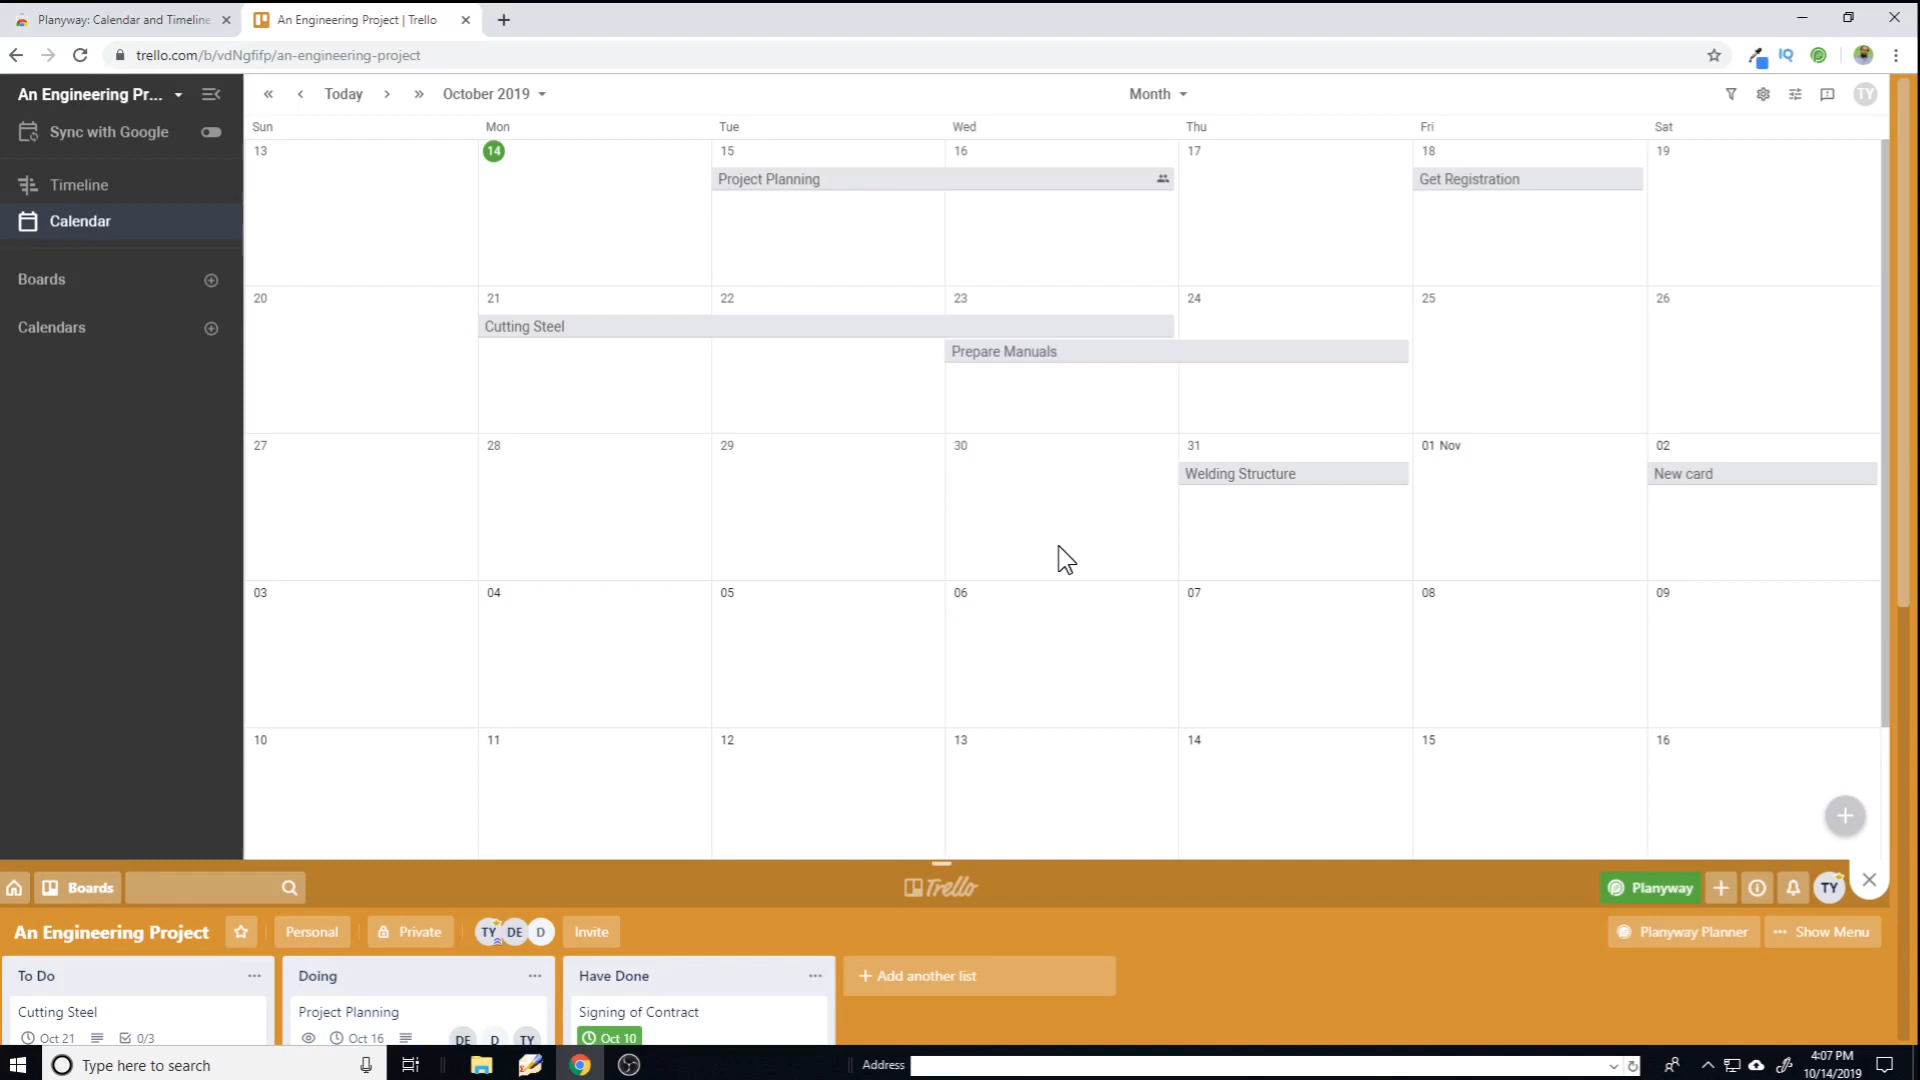 Planyway: Calendar and Timeline
An Engineering Project | Trello
trello.com/b/vdNgfifp/an-engineering-project
IQ
An Engineering Pr...
Today
October 2019
Month
TY
Sync with Google
Sun Mon Tue Wed Thu Fri Sat
13 14 15 16 17 18 19
Project Planning
Get Registration
Timeline
Calendar
Boards
Calendars
20 21 22 23 24 25 26
Cutting Steel
Prepare Manuals
27 28 29 30 31 01 Nov 02
Welding Structure
New card
03 04 05 06 07 08 09
10 11 12 13 14 15 16
Boards
Trello
Planyway
TY
An Engineering Project
Personal
Private
TY DE D
Invite
Planyway Planner
Show Menu
To Do
Doing
Have Done
+ Add another list
Cutting Steel
Project Planning
Signing of Contract
Oct 21
0/3
Oct 16
DE D TY
Oct 10
Type here to search
Address
4:07 PM
10/14/2019